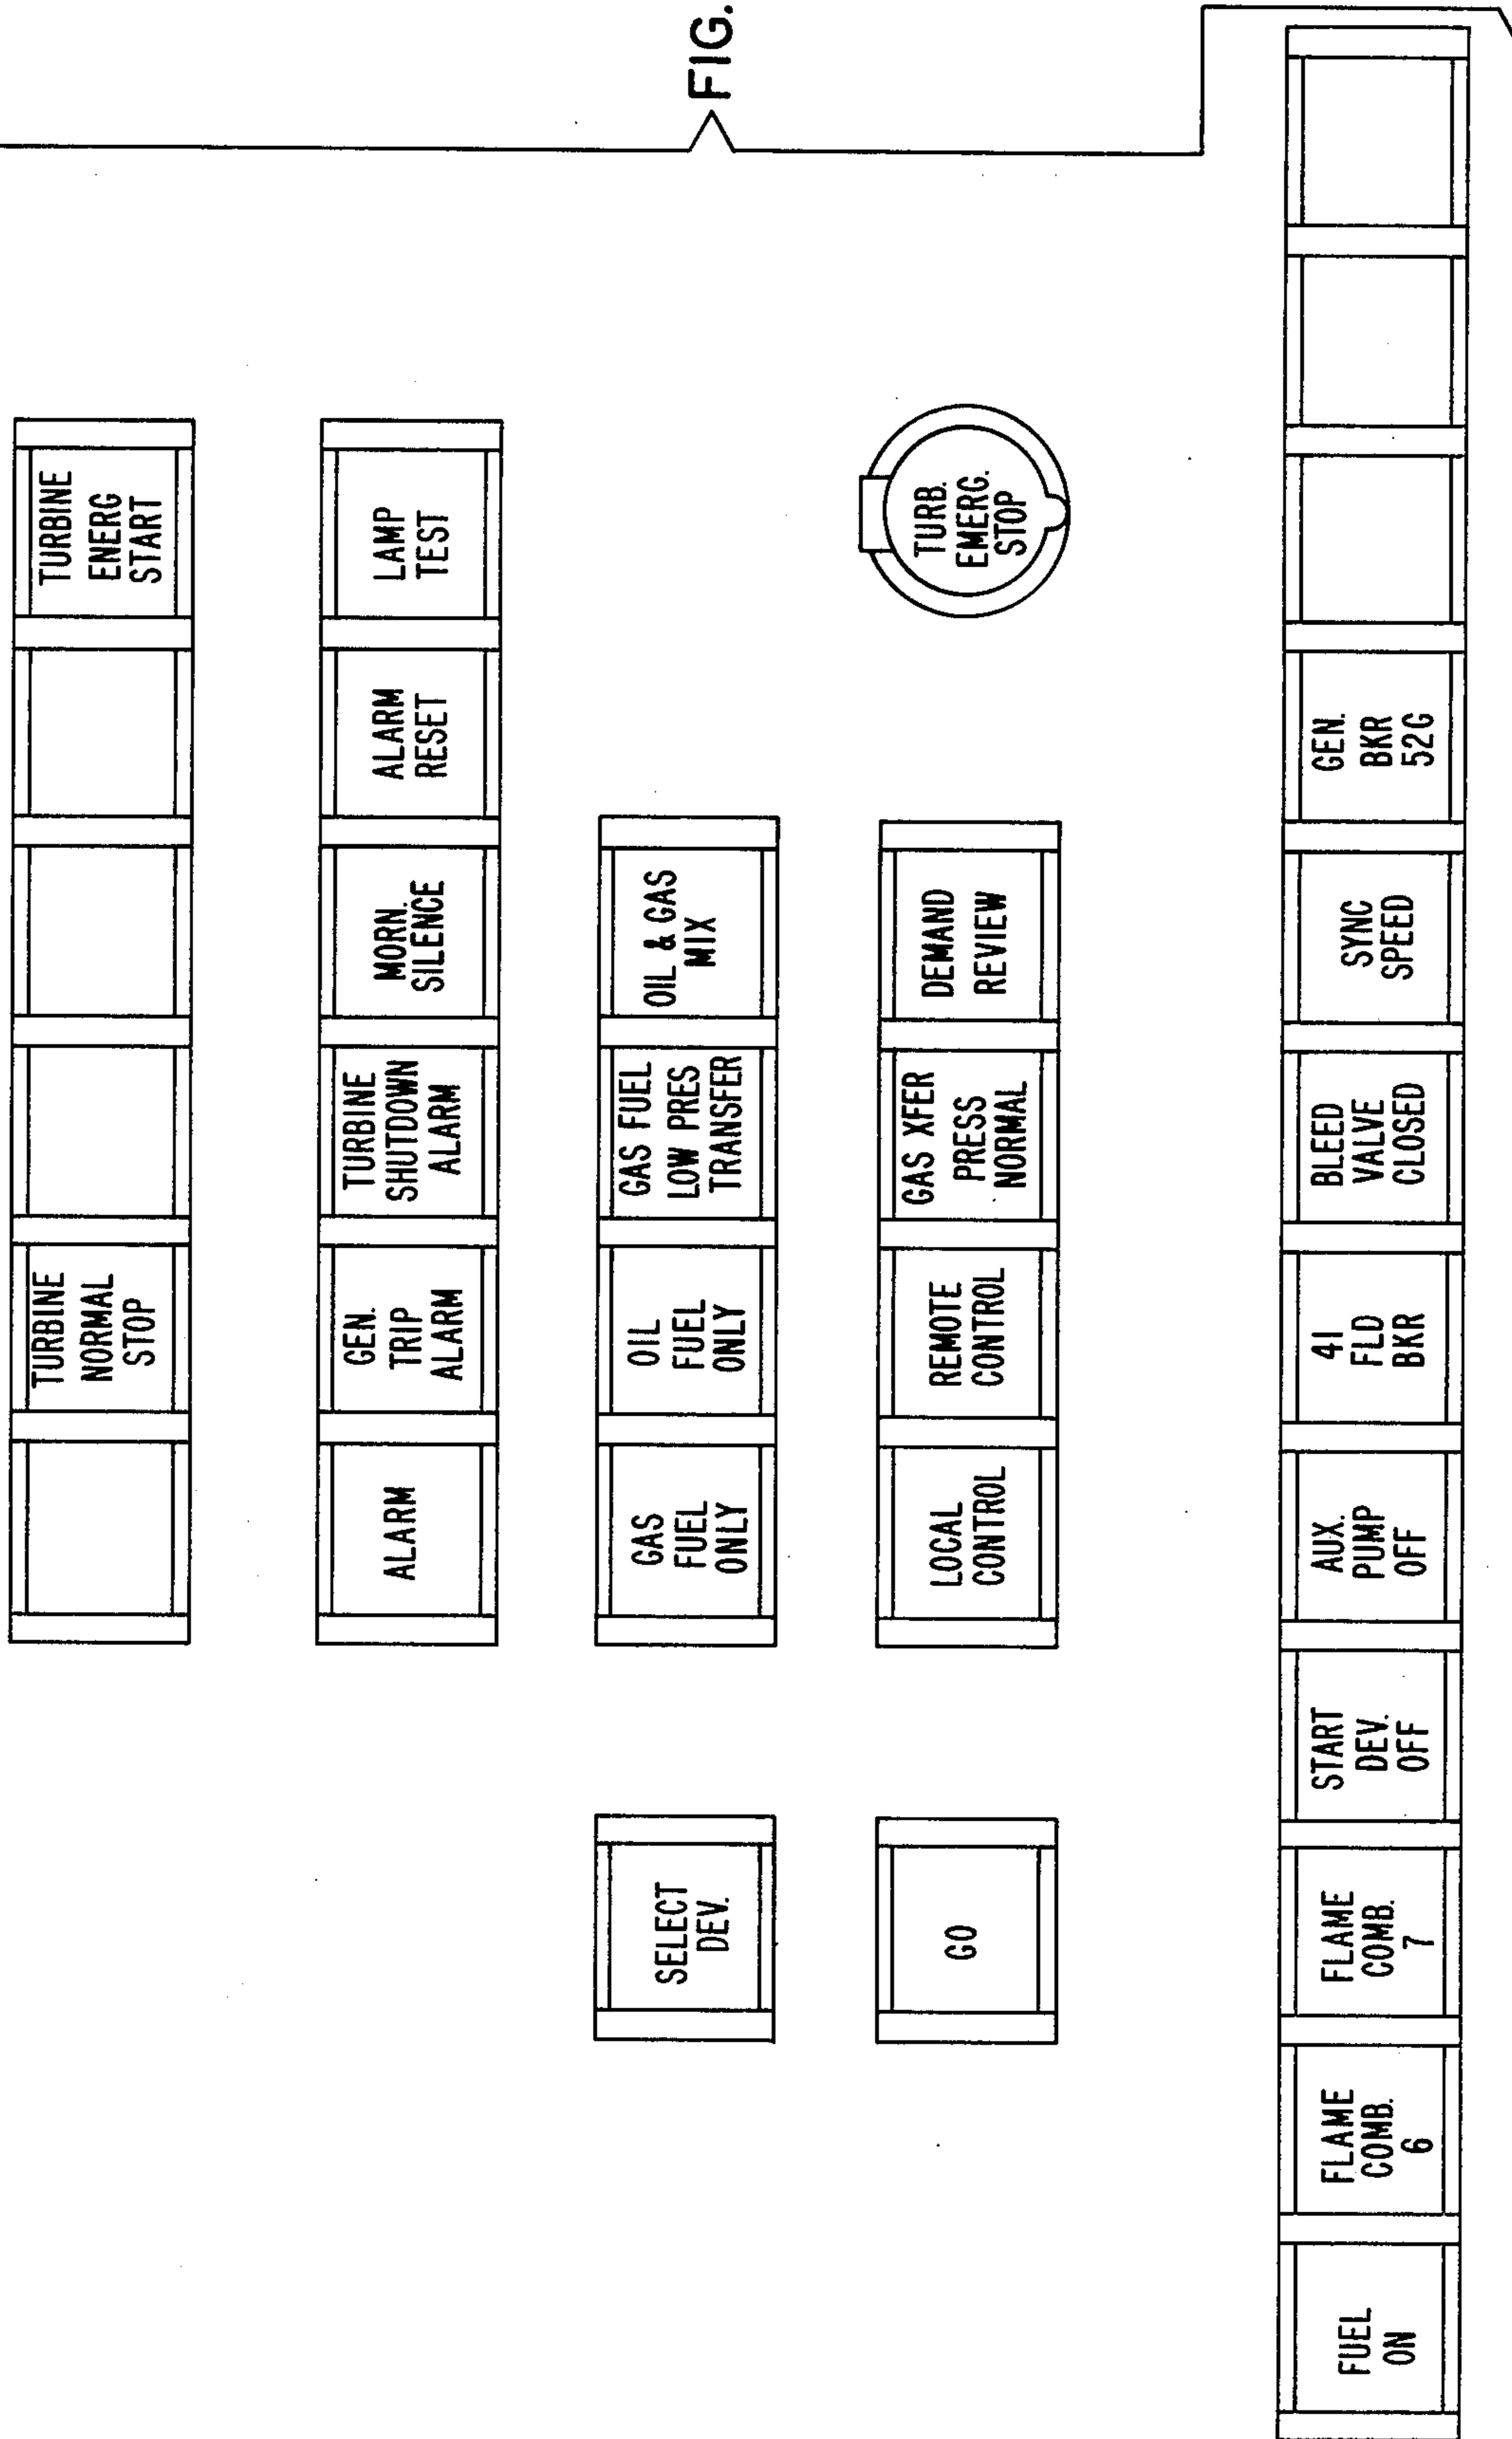 FIG.
TURBINE
NORMAL
STOP
TURBINE
ENERG
START
ALARM
GEN.
TRIP
ALARM
TURBINE
SHUTDOWN
ALARM
MORN.
SILENCE
ALARM
RESET
LAMP
TEST
SELECT
DEV.
GAS
FUEL
ONLY
OIL
FUEL
ONLY
GAS FUEL
LOW PRES
TRANSFER
OIL & GAS
MIX
GO
LOCAL
CONTROL
REMOTE
CONTROL
GAS XFER
PRESS
NORMAL
DEMAND
REVIEW
TURB.
EMERG.
STOP
FUEL
ON
FLAME
COMB.
6
FLAME
COMB.
7
START
DEV.
OFF
AUX.
PUMP
OFF
41
FLD
BKR
BLEED
VALVE
CLOSED
SYNC
SPEED
GEN.
BKR
52G